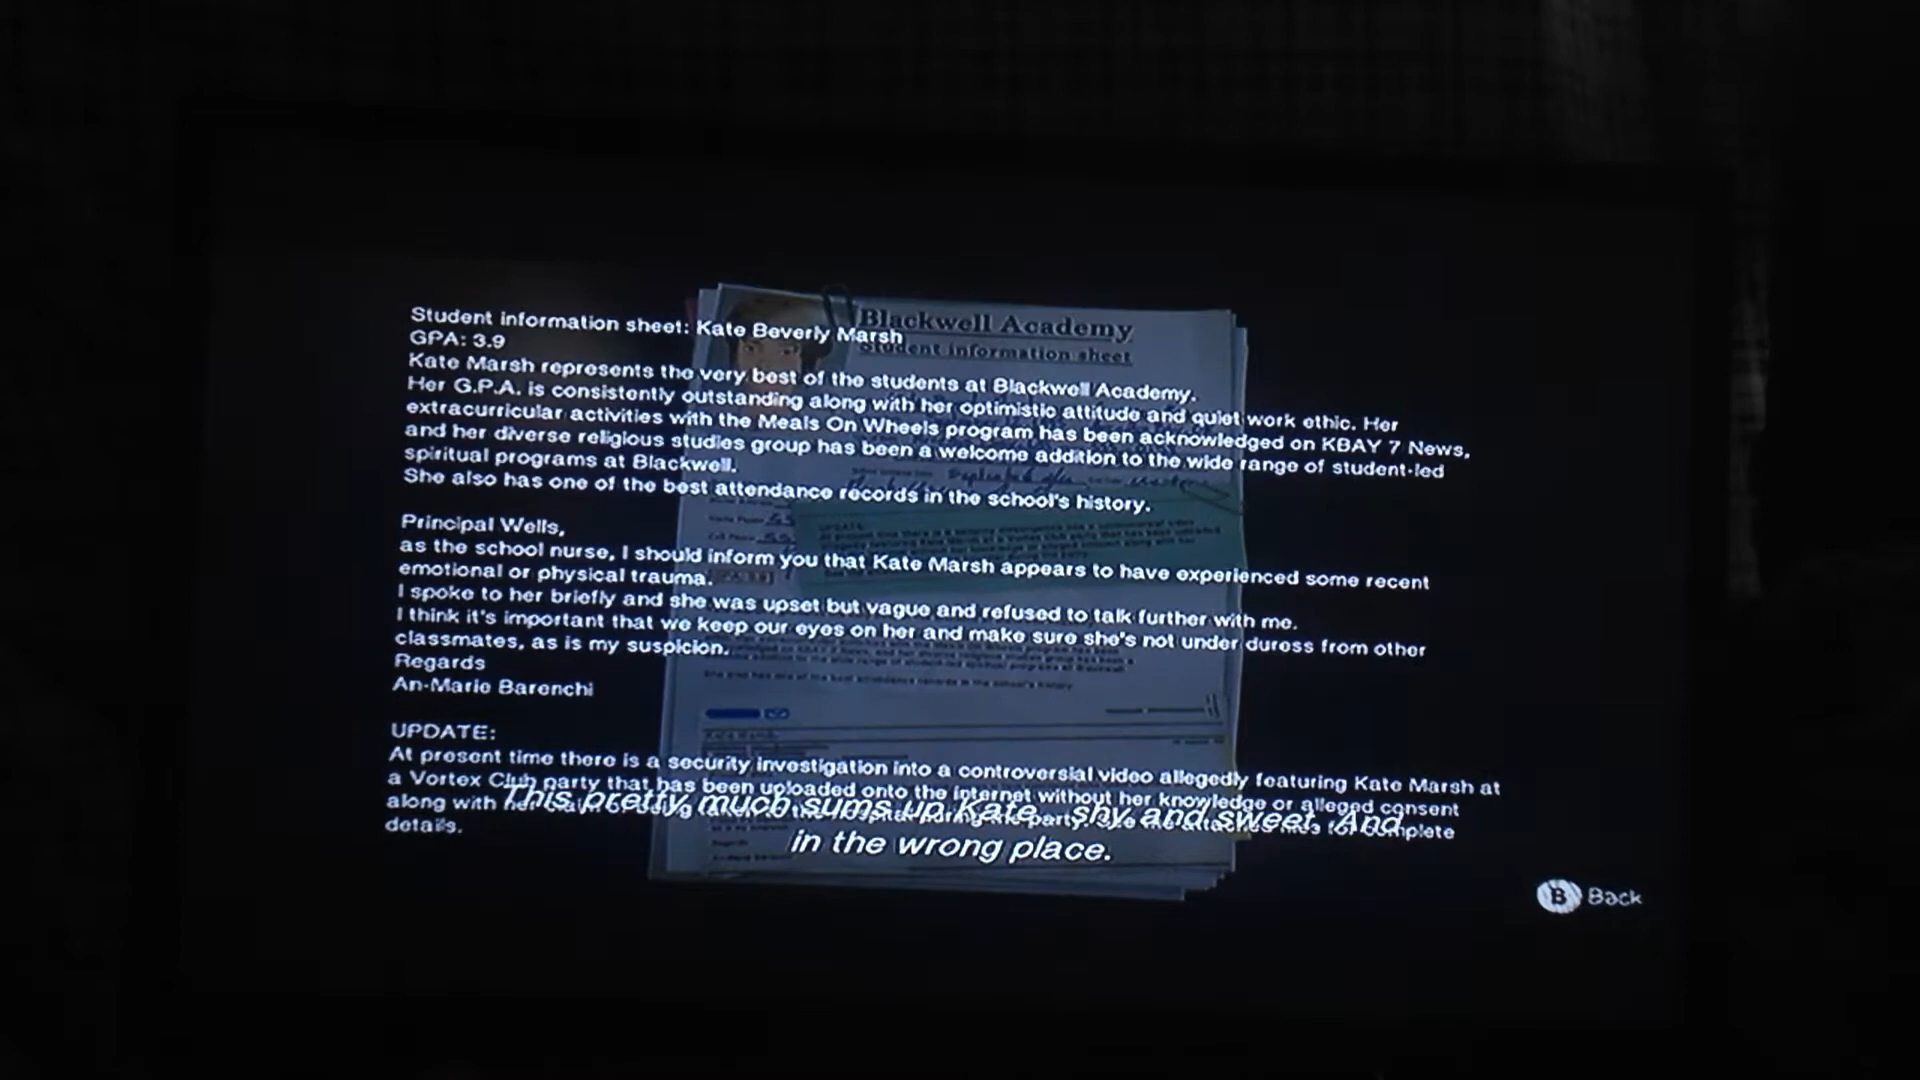 Student information sheet: Kate Beverly Marsh
GPA: 3.9
Kate Marsh represents the very best of the students at Blackwell Academy.
Her G.P.A. is consistently outstanding along with her optimistic attitude and quiet work ethic. Her
extracurricular activities with the Meals On Wheels program has been acknowledged on KBAY 7 News,
and her diverse religious studies group has been a welcome addition to the wide range of student-led
spiritual programs at Blackwell.
She also has one of the best attendance records in the school's history.
Principal Wells,
as the school nurse, I should inform you that Kate Marsh appears to have experienced some recent
emotional or physical trauma.
I spoke to her briefly and she was upset but vague and refused to talk further with me.
I think it's important that we keep our eyes on her and make sure she's not under duress from other
classmates, as is my suspicion.
Regards
An-Marie Barenchi
UPDATE:
At present time there is a security investigation into a controversial video allegedly featuring Kate Marsh at
a Vortex Club party that has been uploaded onto the internet without her knowledge or alleged consent
along with her party. complete
details.
This pretty much sums up Kate... shy and sweet. And
in the wrong place.
Blackwell Academy
Student information sheet
B Back